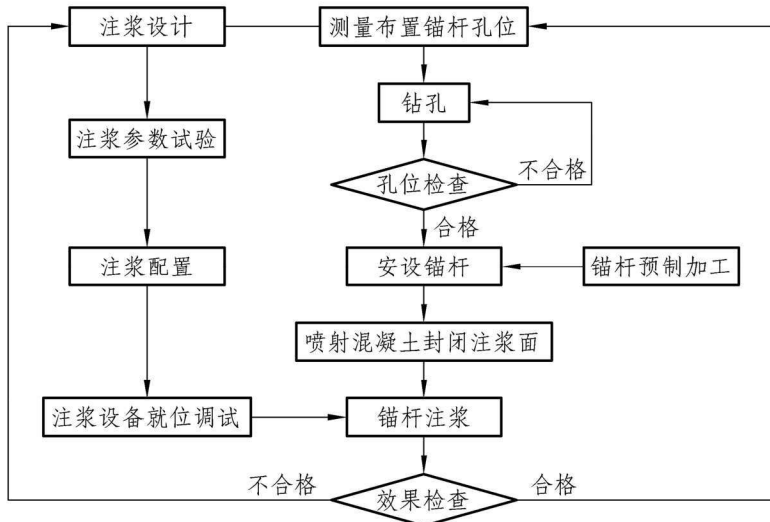 注浆设计
测量布置锚杆孔位
钻孔
注浆参数试验
不合格
孔位检查
合格
注浆配置
安设锚杆
锚杆预制加工
喷射混凝土封闭注浆面
注浆设备就位调试
锚杆注浆
不合格
合格
效果检查